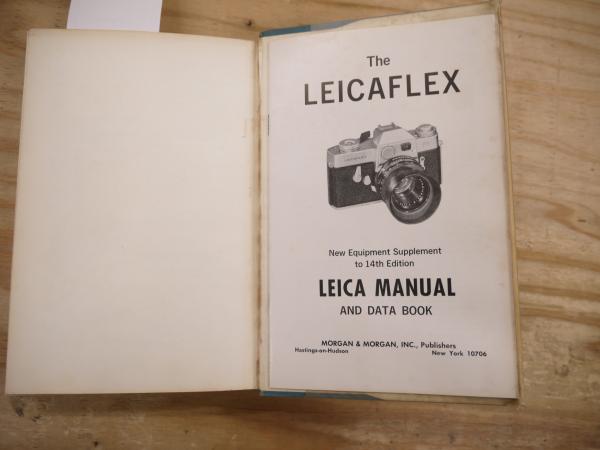 The
LEICAFLEX
LEICAFLEX
New Equipment Supplement
to 14th Edition
LEICA MANUAL
AND DATA BOOK
MORGAN & MORGAN, INC., Publishers
Hastings-on-Hudson New York 10706